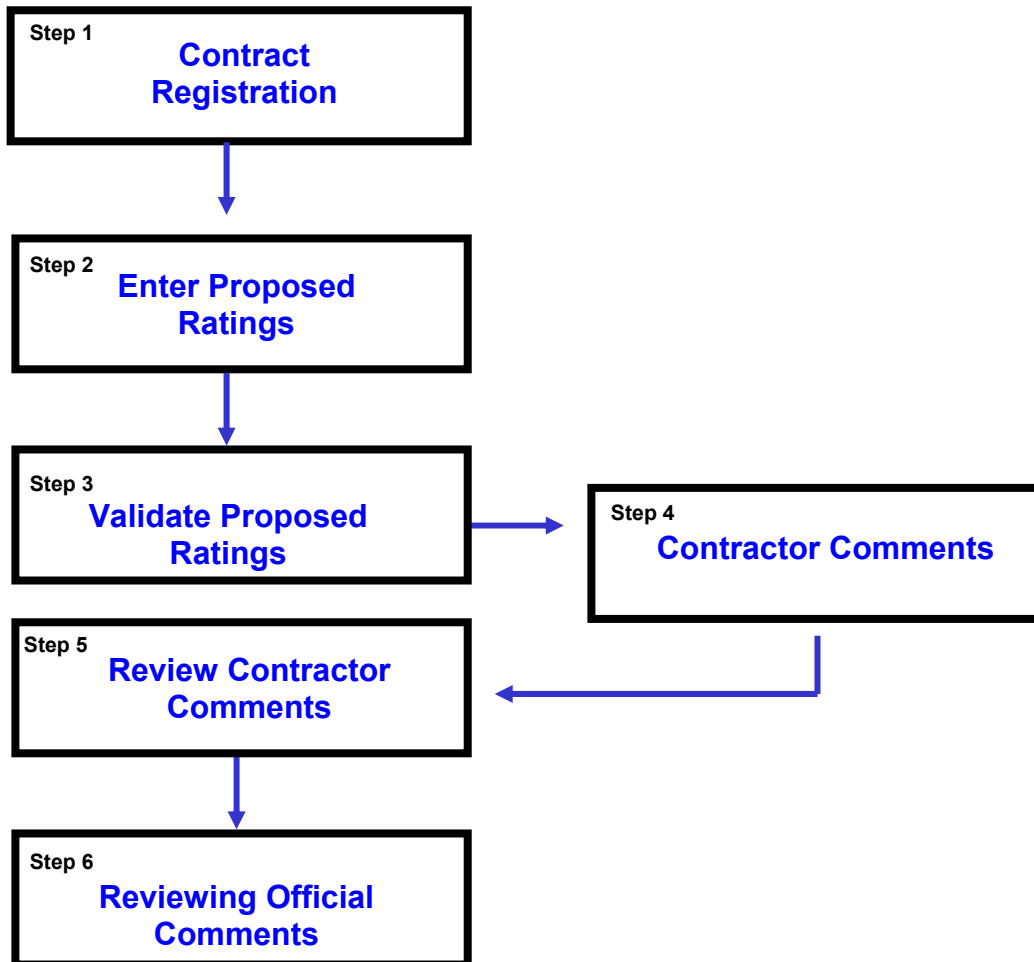 Step 1
Contract
Registration
Step 2
Enter Proposed
Ratings
Step 3
Validate Proposed
Ratings
Step 4
Contractor Comments
Step 5
Review Contractor
Comments
Step 6
Reviewing Official
Comments